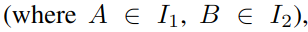 (where A ∈ I₁, B ∈ I₂),